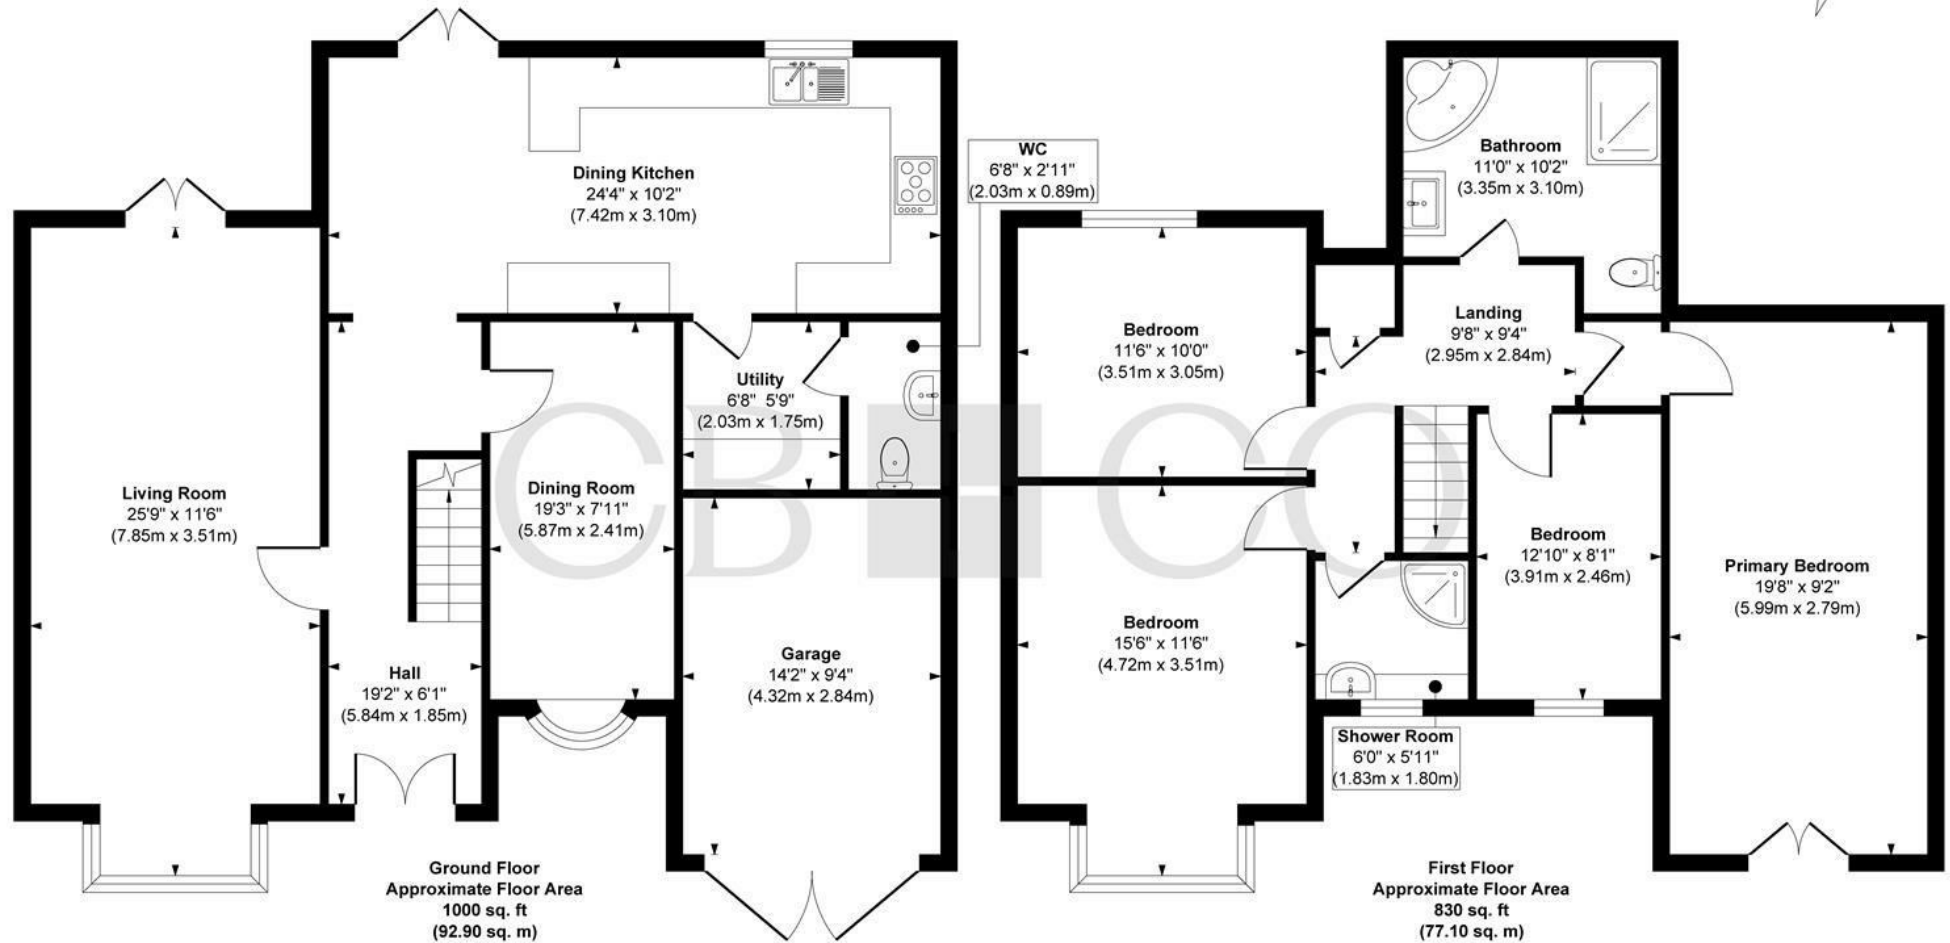 Dining Kitchen
24'4" x 10'2"
(7.42m x 3.10m)
WC
6'8" x 2'11"
(2.03m x 0.89m)
Utility
6'8" 5'9"
(2.03m x 1.75m)
Living Room
25'9" x 11'6"
(7.85m x 3.51m)
Dining Room
19'3" x 7'11"
(5.87m x 2.41m)
Hall
19'2" x 6'1"
(5.84m x 1.85m)
Garage
14'2" x 9'4"
(4.32m x 2.84m)
Ground Floor
Approximate Floor Area
1000 sq. ft
(92.90 sq. m)
Bathroom
11'0" x 10'2"
(3.35m x 3.10m)
Bedroom
11'6" x 10'0"
(3.51m x 3.05m)
Landing
9'8" x 9'4"
(2.95m x 2.84m)
Bedroom
12'10" x 8'1"
(3.91m x 2.46m)
Primary Bedroom
19'8" x 9'2"
(5.99m x 2.79m)
Bedroom
15'6" x 11'6"
(4.72m x 3.51m)
Shower Room
6'0" x 5'11"
(1.83m x 1.80m)
First Floor
Approximate Floor Area
830 sq. ft
(77.10 sq. m)
CBHCO